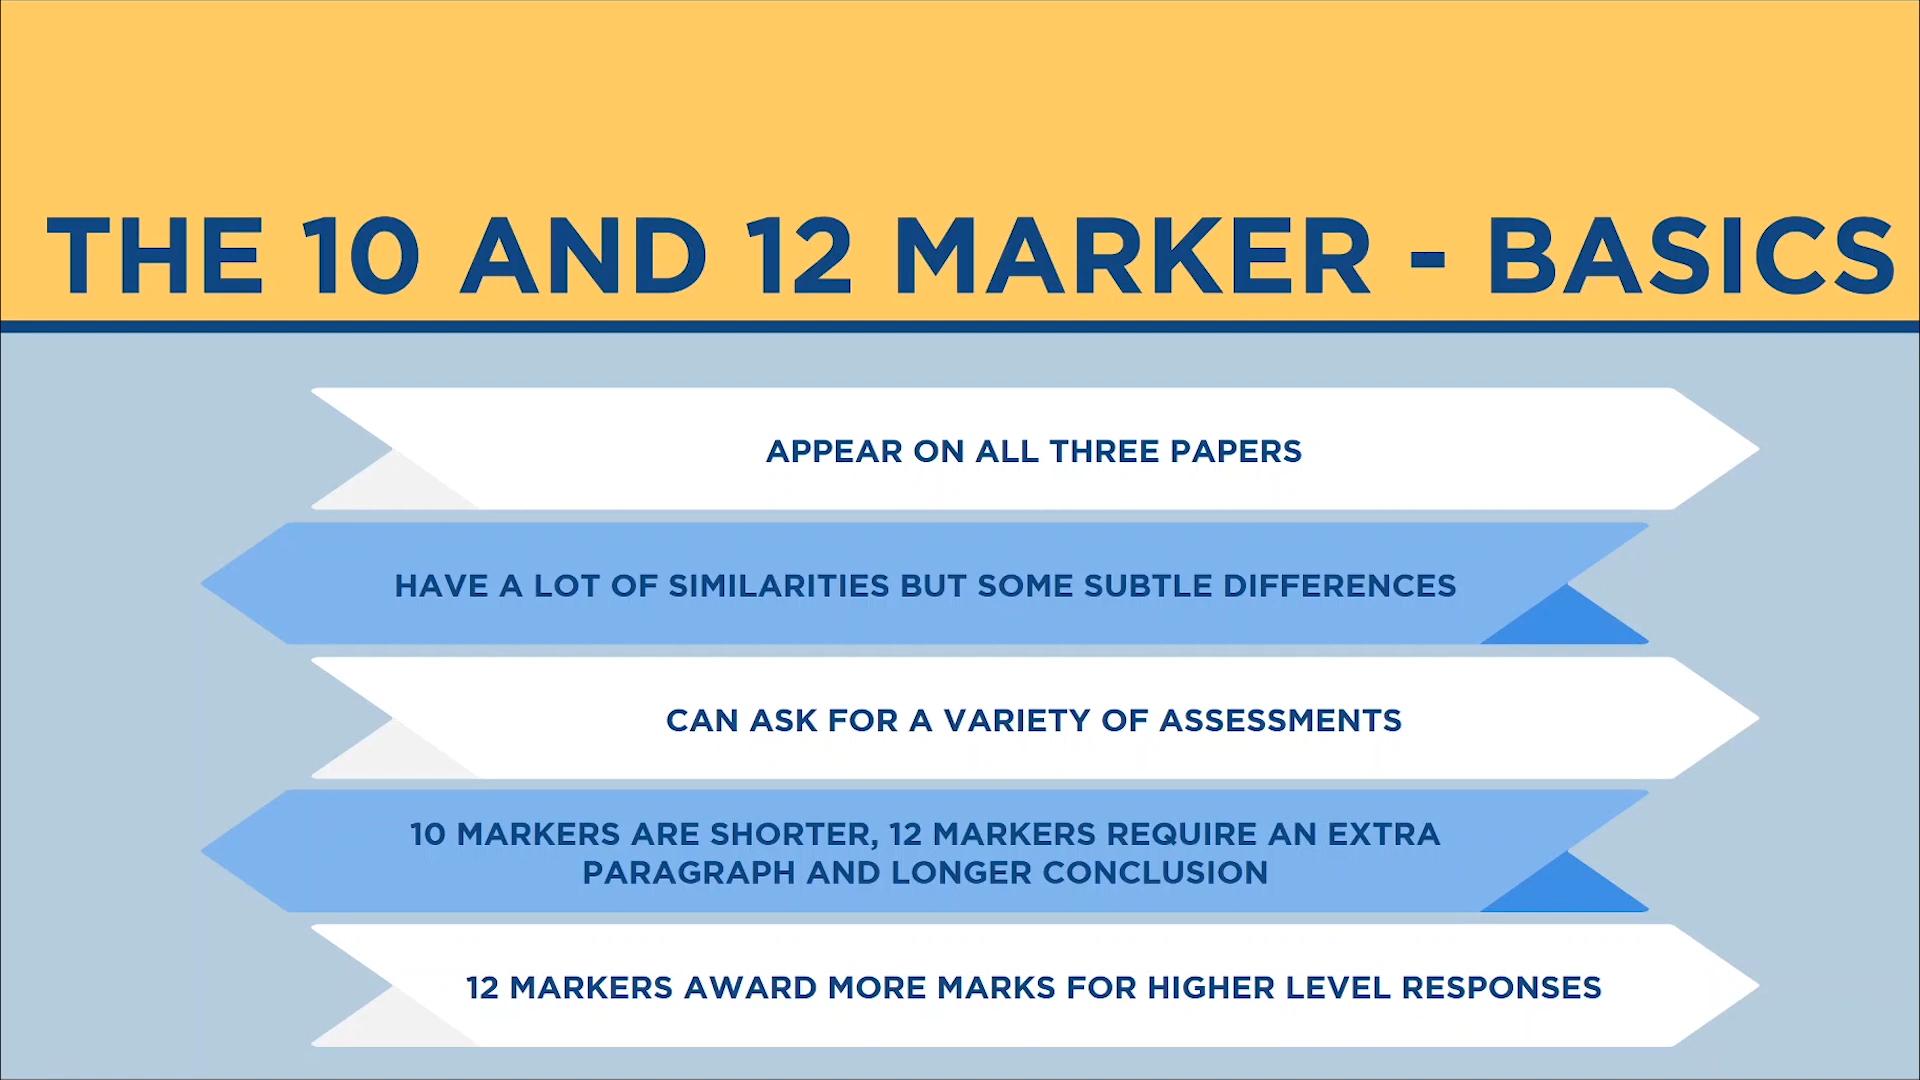 THE 10 AND 12 MARKER - BASICS
APPEAR ON ALL THREE PAPERS
HAVE A LOT OF SIMILARITIES BUT SOME SUBTLE DIFFERENCES
CAN ASK FOR A VARIETY OF ASSESSMENTS
10 MARKERS ARE SHORTER, 12 MARKERS REQUIRE AN EXTRA
PARAGRAPH AND LONGER CONCLUSION
12 MARKERS AWARD MORE MARKS FOR HIGHER LEVEL RESPONSES